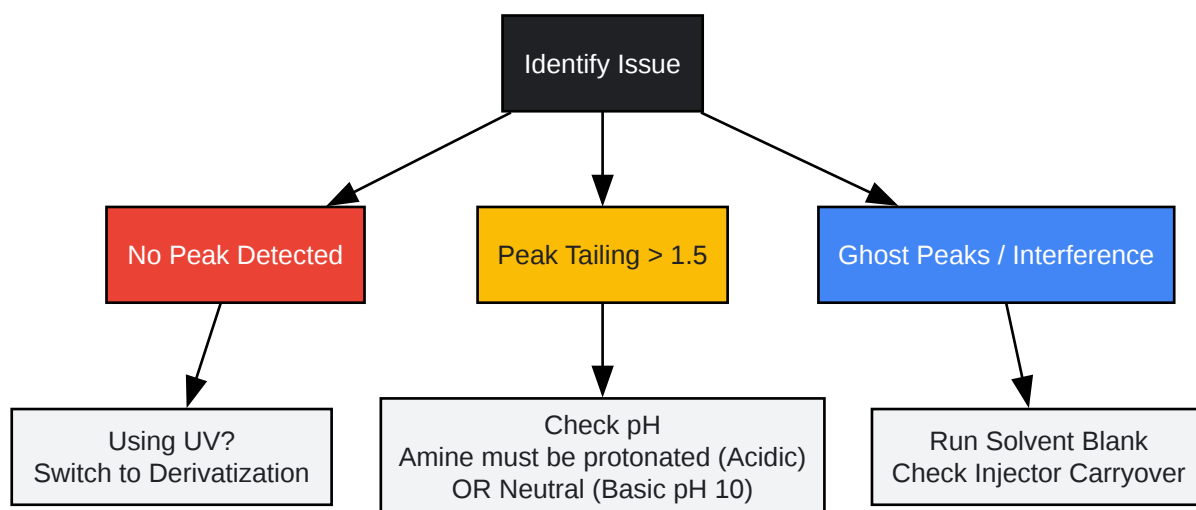 Identify Issue
No Peak Detected
Peak Tailing > 1.5
Ghost Peaks / Interference
Using UV?
Switch to Derivatization
Check pH
Amine must be protonated (Acidic)
OR Neutral (Basic pH 10)
Run Solvent Blank
Check Injector Carryover